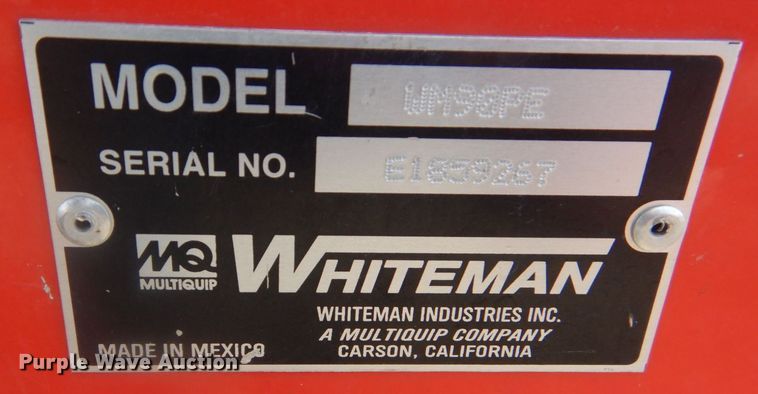 MODEL WM90PE
SERIAL NO. E1859267
MQ
MULTIQUIP
WHITEMAN
WHITEMAN INDUSTRIES INC.
A MULTIQUIP COMPANY
MADE IN MEXICO
CARSON, CALIFORNIA
Purple Wave Auction